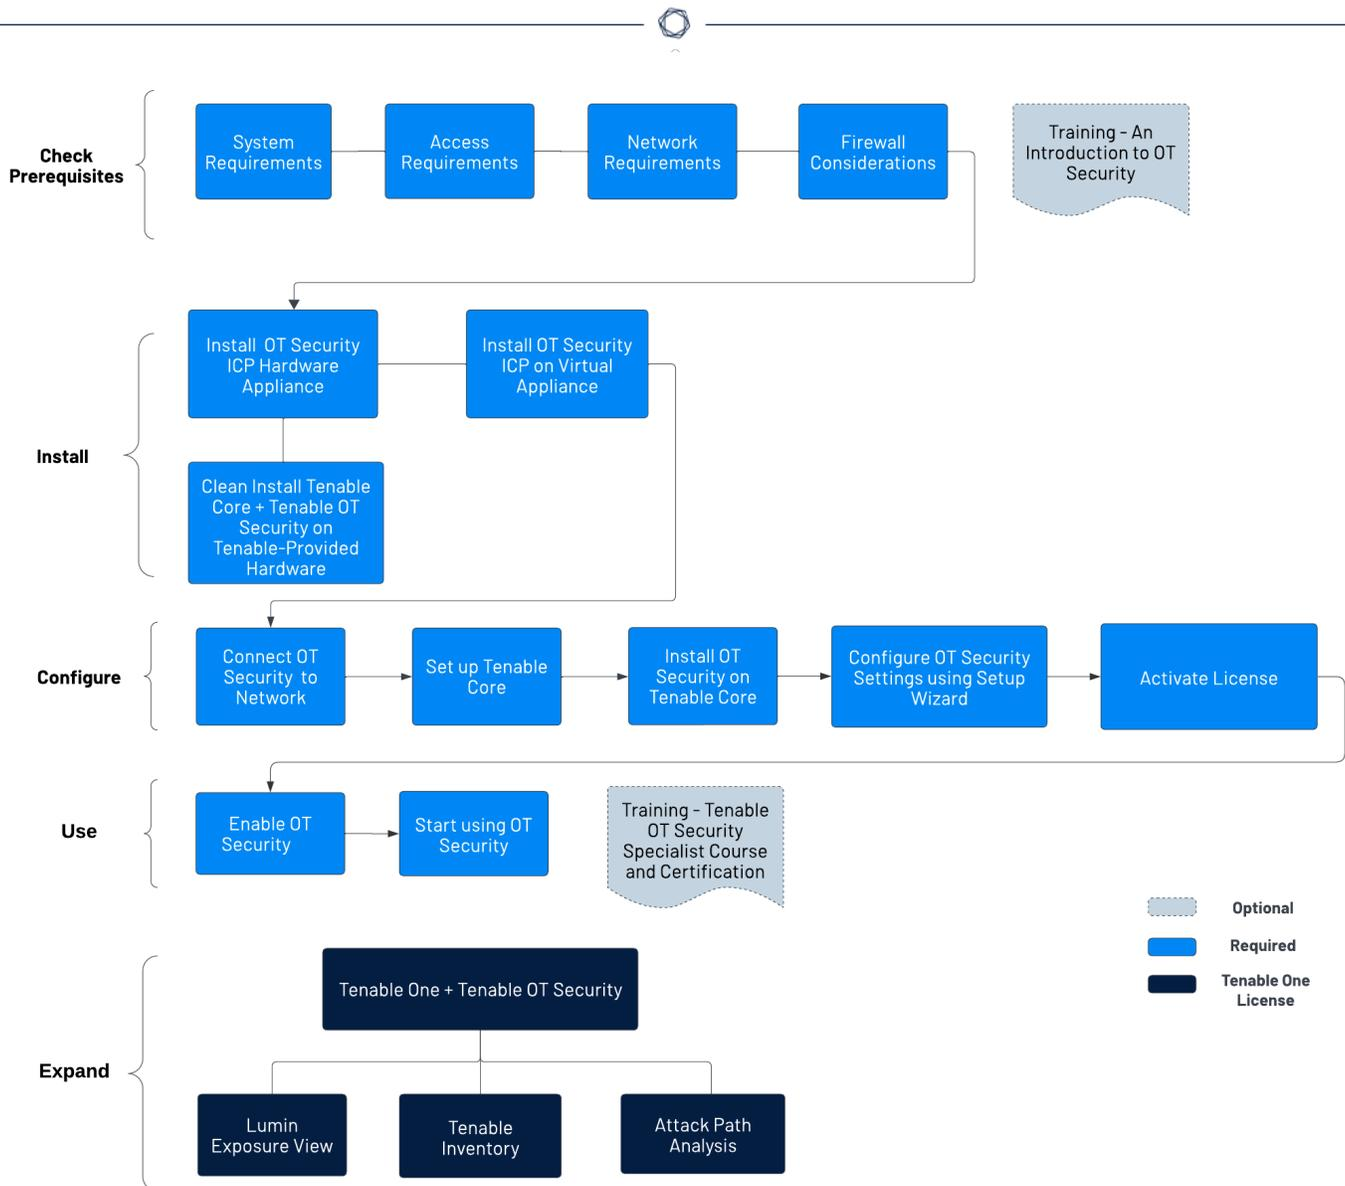 Check
Prerequisites
System
Requirements
Access
Requirements
Network
Requirements
Firewall
Considerations
Training - An
Introduction to OT
Security
Install
Install OT Security
ICP Hardware
Appliance
Install OT Security
ICP on Virtual
Appliance
Clean Install Tenable
Core + Tenable OT
Security on
Tenable-Provided
Hardware
Configure
Connect OT
Security to
Network
Set up Tenable
Core
Install OT
Security on
Tenable Core
Configure OT Security
Settings using Setup
Wizard
Activate License
Use
Enable OT
Security
Start using OT
Security
Training - Tenable
OT Security
Specialist Course
and Certification
Optional
Required
Tenable One
License
Expand
Tenable One + Tenable OT Security
Lumin
Exposure View
Tenable
Inventory
Attack Path
Analysis